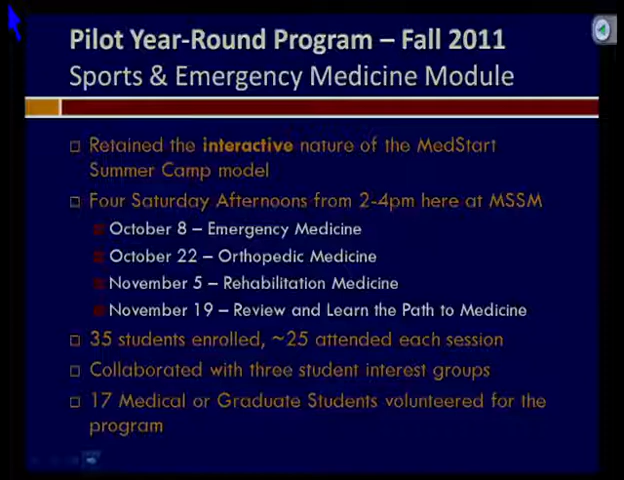 Pilot Year-Round Program – Fall 2011
Sports & Emergency Medicine Module
Retained the interactive nature of the MedStart
Summer Camp model
Four Saturday Afternoons from 2-4pm here at MSSM
October 8 – Emergency Medicine
October 22 – Orthopedic Medicine
November 5 – Rehabilitation Medicine
November 19 – Review and Learn the Path to Medicine
35 students enrolled, ~25 attended each session
Collaborated with three student interest groups
17 Medical or Graduate Students volunteered for the
program